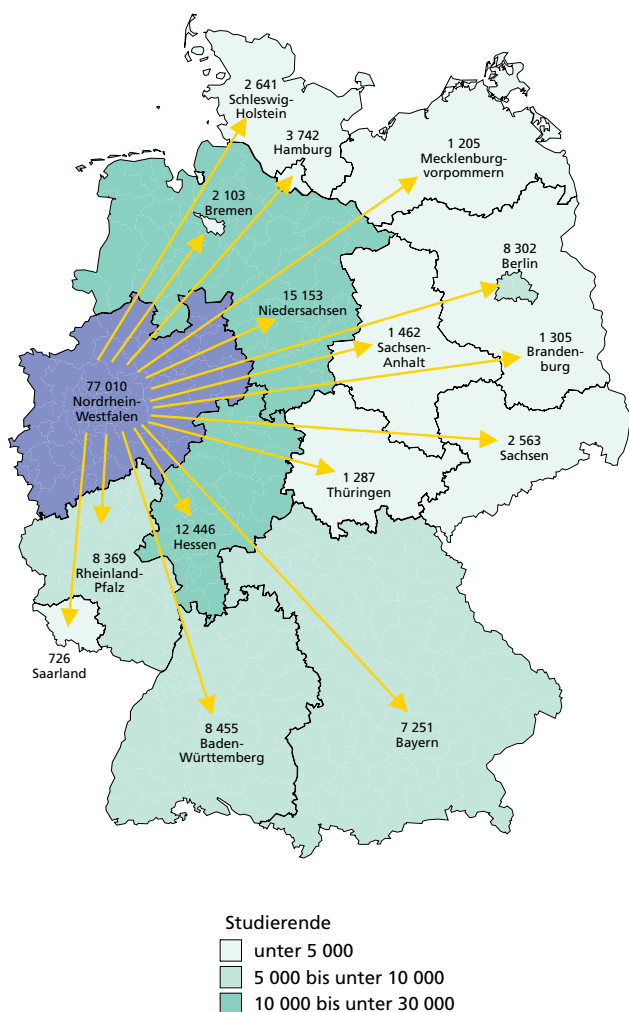 2 641
Schleswig-
Holstein
3 742
Hamburg
1 205
Mecklenburg-
vorpommern
2 103
Bremen
8 302
Berlin
15 153
Niedersachsen
1 462
Sachsen-
Anhalt
1 305
Branden-
burg
77 010
Nordrhein-
Westfalen
2 563
Sachsen
1 287
Thüringen
12 446
Hessen
8 369
Rheinland-
Pfalz
726
Saarland
8 455
Baden-
Württemberg
7 251
Bayern
Studierende
unter 5 000
5 000 bis unter 10 000
10 000 bis unter 30 000